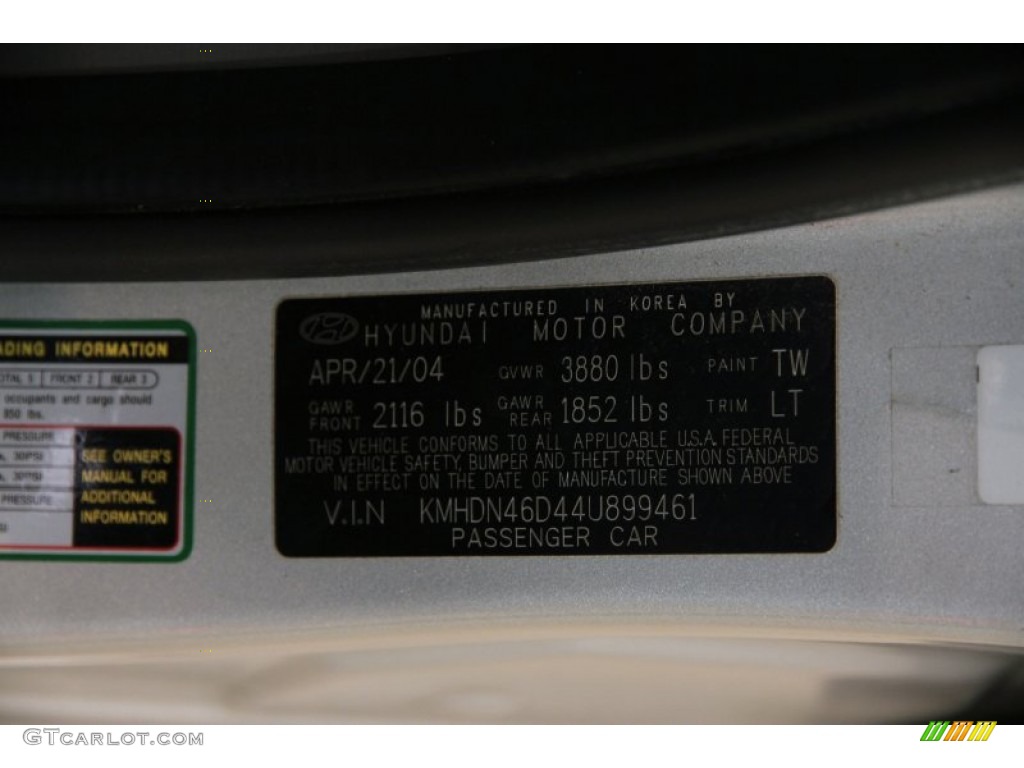 MANUFACTURED IN KOREA BY
HYUNDAI MOTOR COMPANY
APR/21/04 GVWR 3880 lbs PAINT TW
GAWR FRONT 2116 lbs GAWR REAR 1852 lbs TRIM LT
THIS VEHICLE CONFORMS TO ALL APPLICABLE U.S.A. FEDERAL
MOTOR VEHICLE SAFETY, BUMPER AND THEFT PREVENTION STANDARDS
IN EFFECT ON THE DATE OF MANUFACTURE SHOWN ABOVE
V.I.N KMHDN46D44U899461
PASSENGER CAR
ADING INFORMATION
OTAL 5 FRONT 2 REAR 3
occupants and cargo should
850 lbs.
PRESSURE
30PSI
30PSI
PRESSURE
SEE OWNER'S
MANUAL FOR
ADDITIONAL
INFORMATION
GTCARLOT.COM